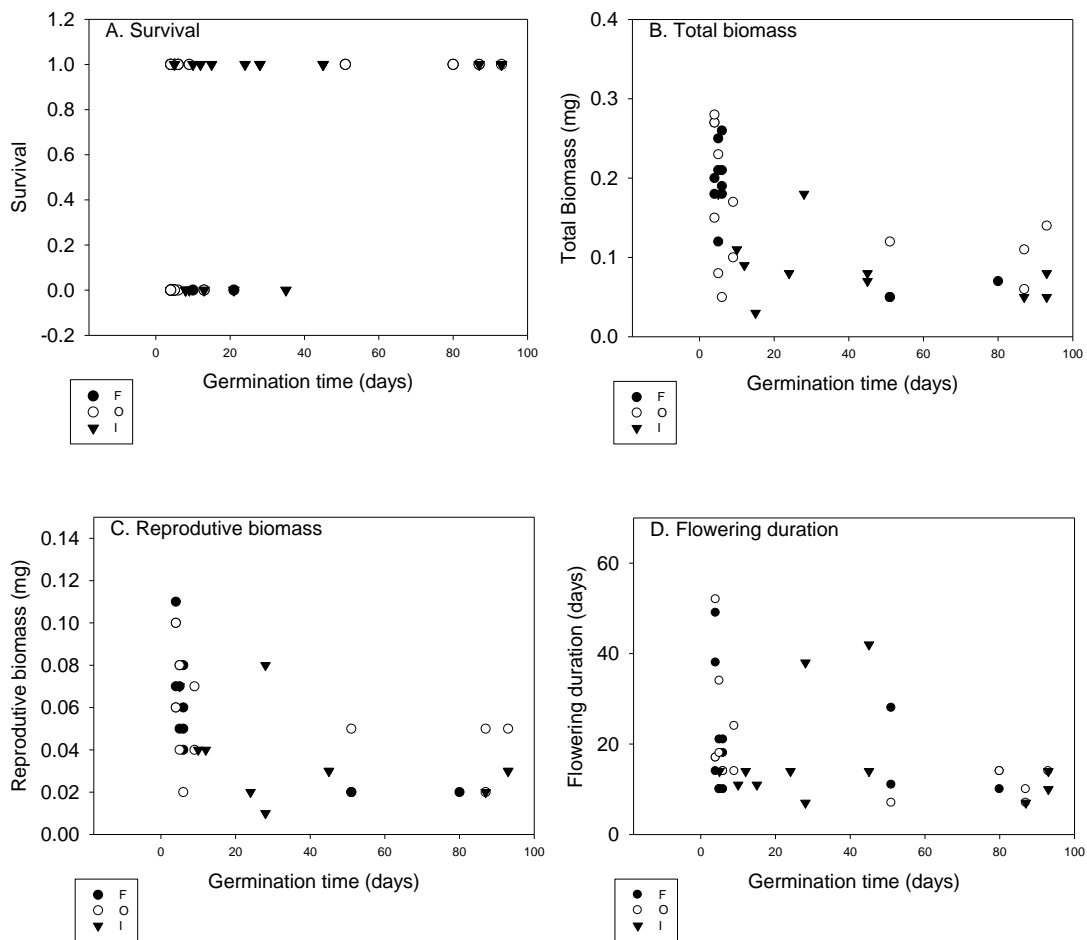 A. Survival
1.2
1.0
0.8
0.6
0.4
0.2
0.0
-0.2
Survival
0 20 40 60 80 100
Germination time (days)
F
O
I
B. Total biomass
0.4
0.3
0.2
0.1
0.0
Total Biomass (mg)
0 20 40 60 80 100
Germination time (days)
F
O
I
C. Reprodutive biomass
0.14
0.12
0.10
0.08
0.06
0.04
0.02
0.00
Reprodutive biomass (mg)
0 20 40 60 80 100
Germination time (days)
F
O
I
D. Flowering duration
60
40
20
0
Flowering duration (days)
0 20 40 60 80 100
Germination time (days)
F
O
I